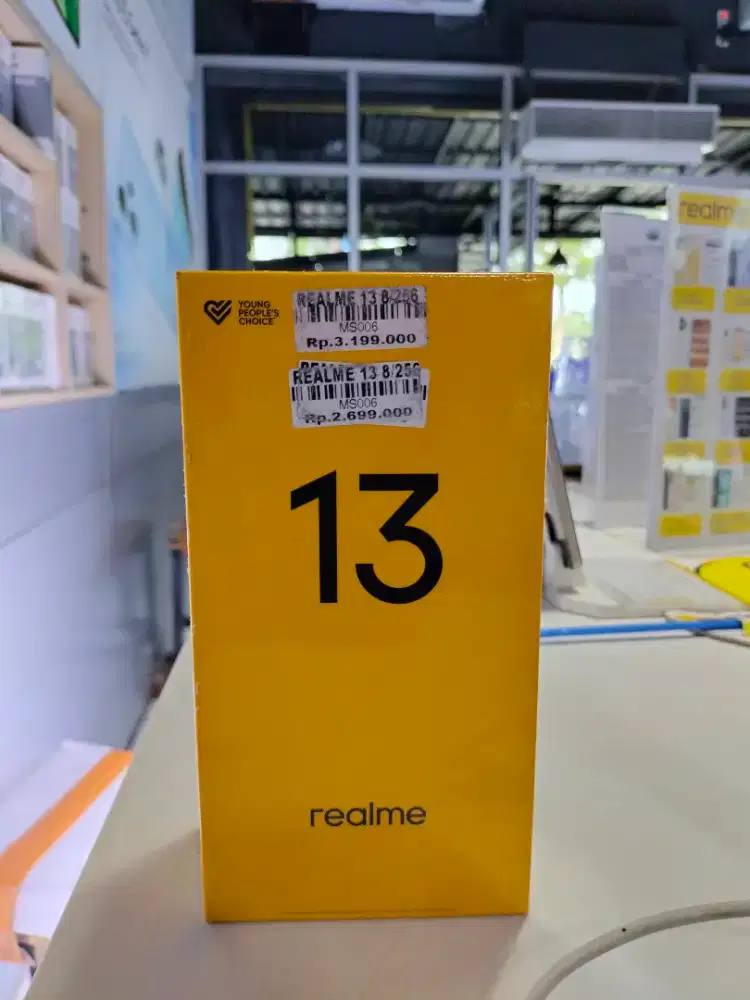 YOUNG
PEOPLE'S
CHOICE
REALME 13 8/256
MS006
Rp.3.199.000
REALME 13 8/256
MS006
Rp.2.699.000
13
realme
realm